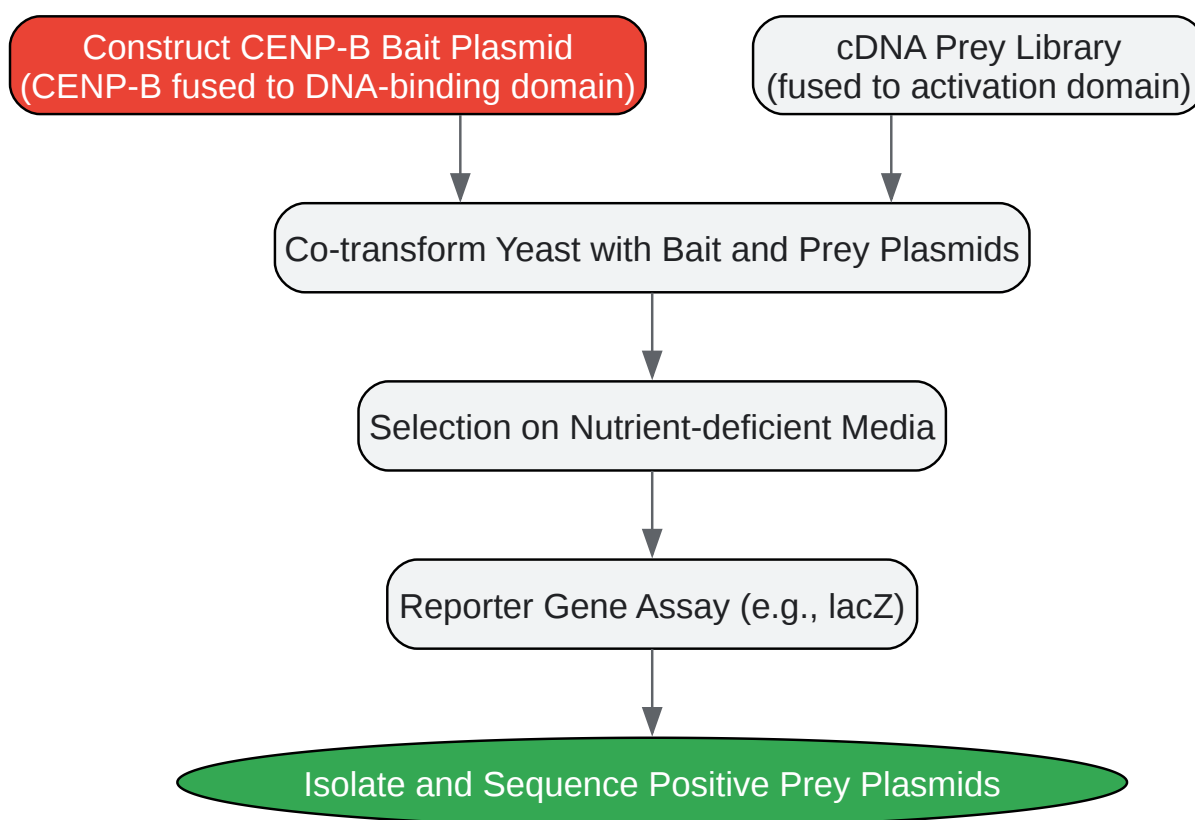 Construct CENP-B Bait Plasmid
(CENP-B fused to DNA-binding domain)
cDNA Prey Library
(fused to activation domain)
Co-transform Yeast with Bait and Prey Plasmids
Selection on Nutrient-deficient Media
Reporter Gene Assay (e.g., lacZ)
Isolate and Sequence Positive Prey Plasmids